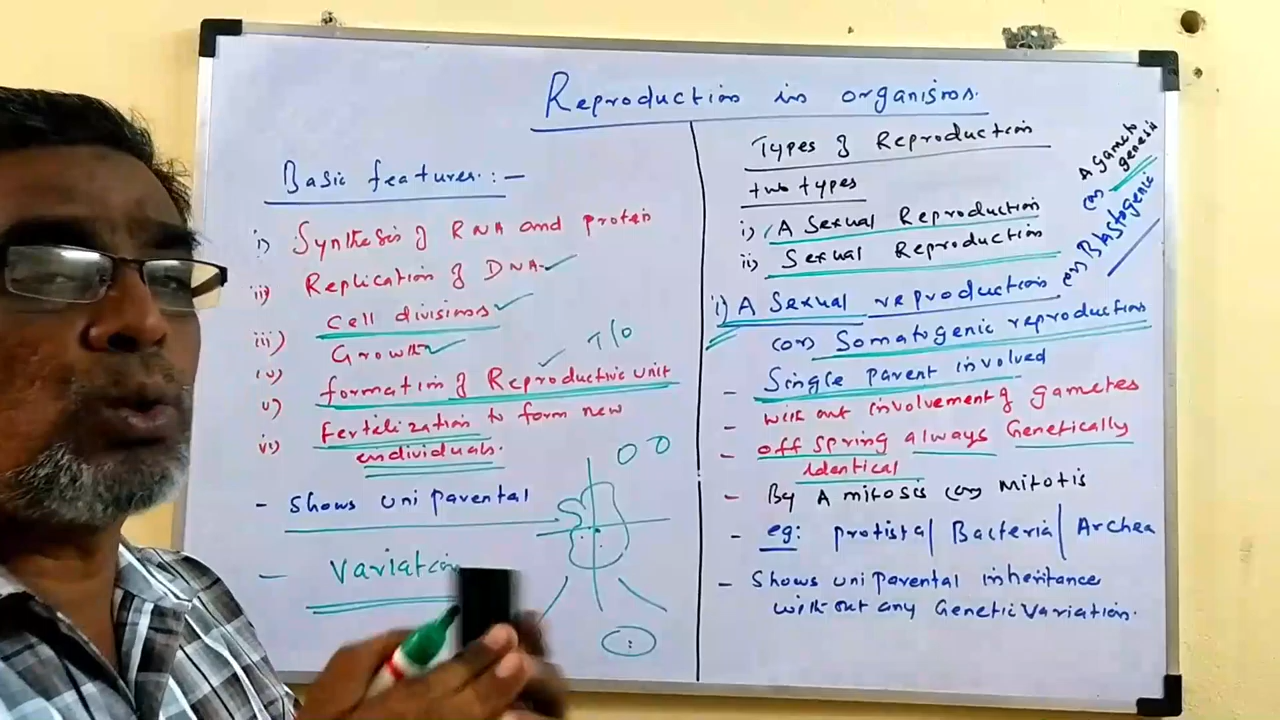 Reproduction in organisms.
Basic features :-
i) Synthesis of RNA and protein
ii) Replication of DNA
iii) Cell divisions
iv) Growth
v) formation of Reproductive unit
T/O
vi) Fertilization to form new
individuals.
- Shows uni parental
- Variation
Types of Reproduction
two types
i) A Sexual Reproduction
ii) Sexual Reproduction
i) A Sexual reproduction (or) Blastogenic
(or) A gameto
genesis
(or) Somatogenic reproduction
- Single parent involved
- with out involvement of gametes
- off spring always Genetically
identical
- By A mitosis (or) Mitotis
- eg: protista/ Bacteria/ Archea
- Shows uni parental inheritance
without any Genetic variation.